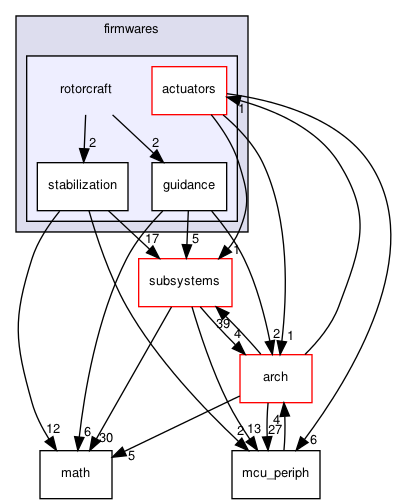 firmwares
rotorcraft
actuators
1
2
2
stabilization
guidance
17
5
1
subsystems
39
4
2
1
arch
12
6
30
5
2
13
4
27
6
math
mcu_periph